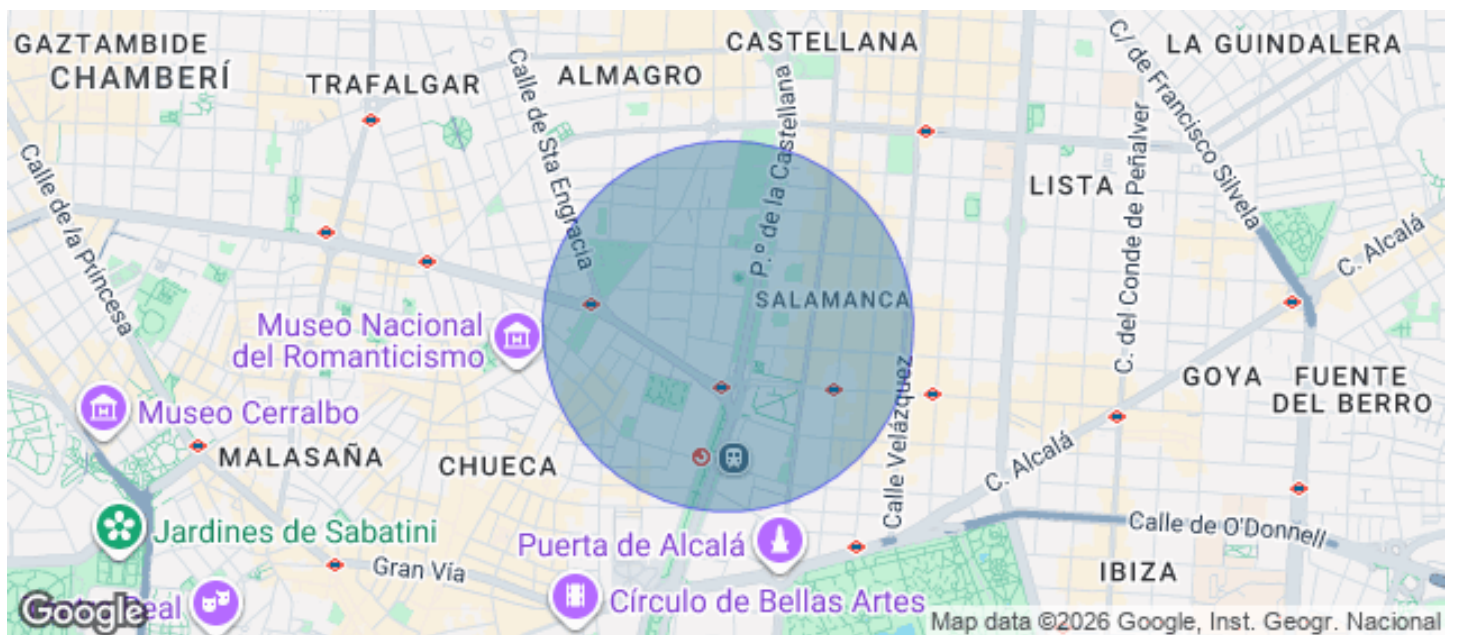 GAZTAMBIDE
CHAMBERÍ
TRAFALGAR
ALMAGRO
CASTELLANA
LA GUINDALERA
Calle de Sta Engracia
P.º de la Castellana
C/ de Francisco Silvela
C. del Conde de Peñalver
LISTA
Calle de la Princesa
C. Alcalá
SALAMANCA
Museo Nacional
del Romanticismo
Calle Velázquez
GOYA
FUENTE
DEL BERRO
Museo Cerralbo
MALASAÑA
CHUECA
C. Alcalá
Jardines de Sabatini
Puerta de Alcalá
Calle de O'Donnell
Gran Vía
IBIZA
Círculo de Bellas Artes
Real
Google
Map data ©2026 Google, Inst. Geogr. Nacional